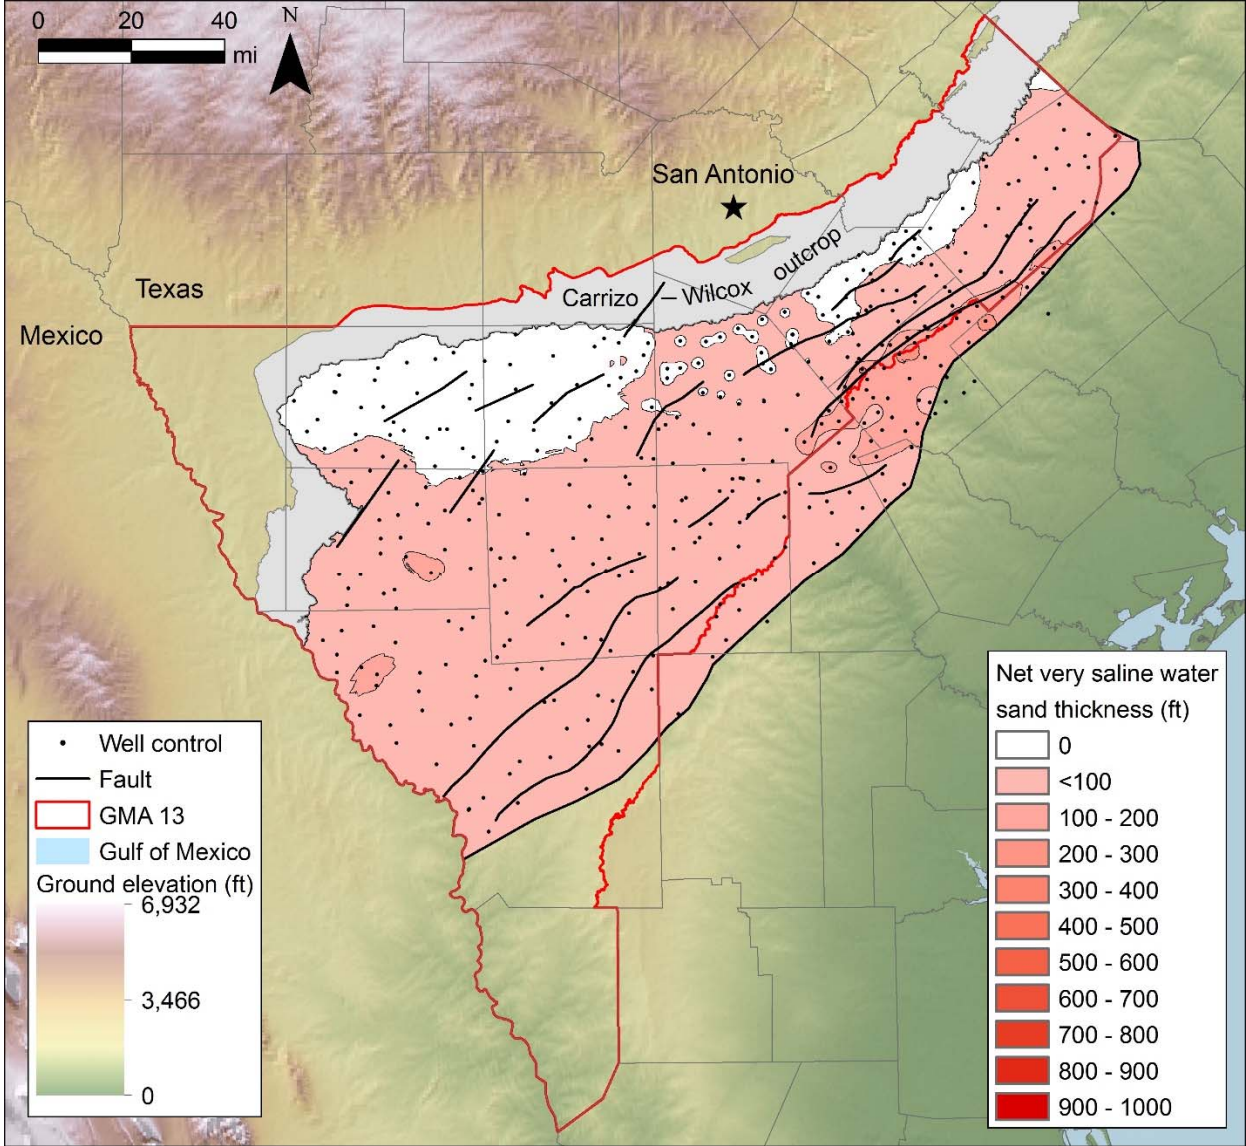 0 20 40
mi
N
San Antonio
Texas
Mexico
Carrizo – Wilcox outcrop
Well control
Fault
GMA 13
Gulf of Mexico
Ground elevation (ft)
6,932
3,466
0
Net very saline water
sand thickness (ft)
0
<100
100 - 200
200 - 300
300 - 400
400 - 500
500 - 600
600 - 700
700 - 800
800 - 900
900 - 1000